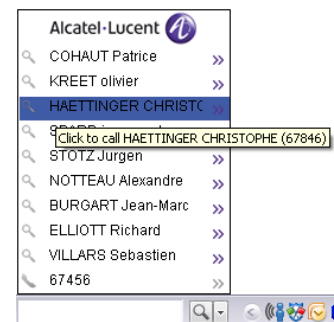 Alcatel·Lucent
COHAUT Patrice
KREET olivier
HAETTINGER CHRISTC
Click to call HAETTINGER CHRISTOPHE (67846)
STOTZ Jurgen
NOTTEAU Alexandre
BURGART Jean-Marc
ELLIOTT Richard
VILLARS Sebastien
67456